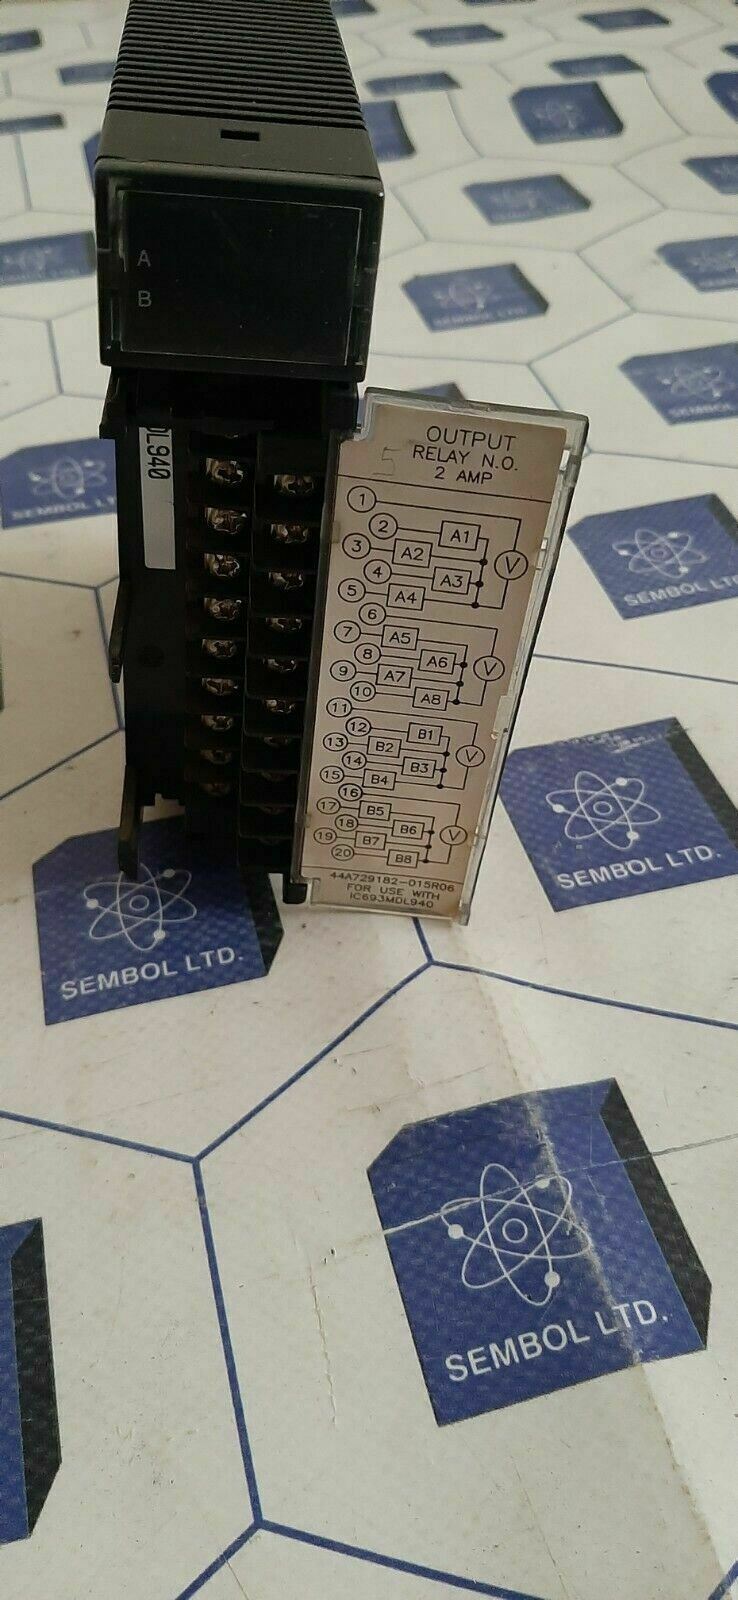 A
B
DL940
OUTPUT
5
RELAY N.O.
2 AMP
1
2
A1
3
A2
V
4
A3
5
A4
6
7
A5
8
A6
V
9
A7
10
A8
11
12
B1
13
B2
V
14
B3
15
B4
16
17
B5
18
B6
V
19
B7
20
B8
44A729182-015R06
FOR USE WITH
IC693MDL940
SEMBOL LTD.
SEMBOL LTD.
SEMBOL LTD.
SEMBOL LTD.
SEMBOL LTD.